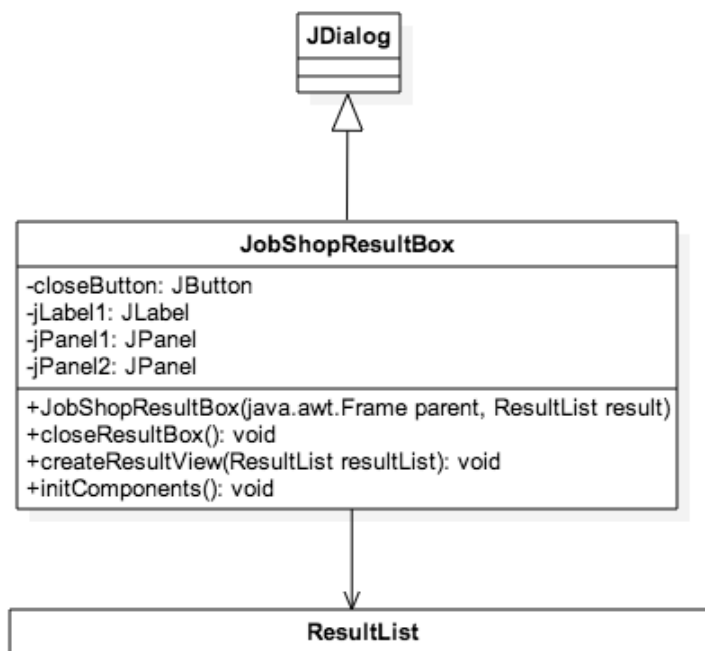 JDialog
JobShopResultBox
-closeButton: JButton
-jLabel1: JLabel
-jPanel1: JPanel
-jPanel2: JPanel
+JobShopResultBox(java.awt.Frame parent, ResultList result)
+closeResultBox(): void
+createResultView(ResultList resultList): void
+initComponents(): void
ResultList